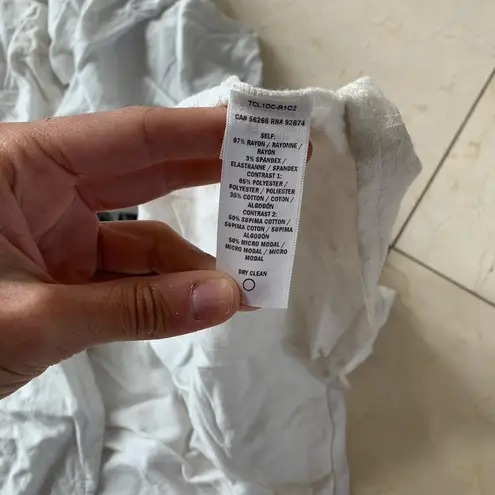 TCL1DC-R1C2
CA# 56266 RN# 92874
SELF:
97% RAYON / RAYONNE /
RAYON
3% SPANDEX /
ELASTHANNE / SPANDEX
CONTRAST 1:
65% POLYESTER /
POLYESTER / POLIESTER
35% COTTON / COTON /
ALGODÓN
CONTRAST 2:
50% SUPIMA COTTON /
SUPIMA COTON / SUPIMA
ALGODÓN
50% MICRO MODAL /
MICRO MODAL / MICRO
MODAL
DRY CLEAN